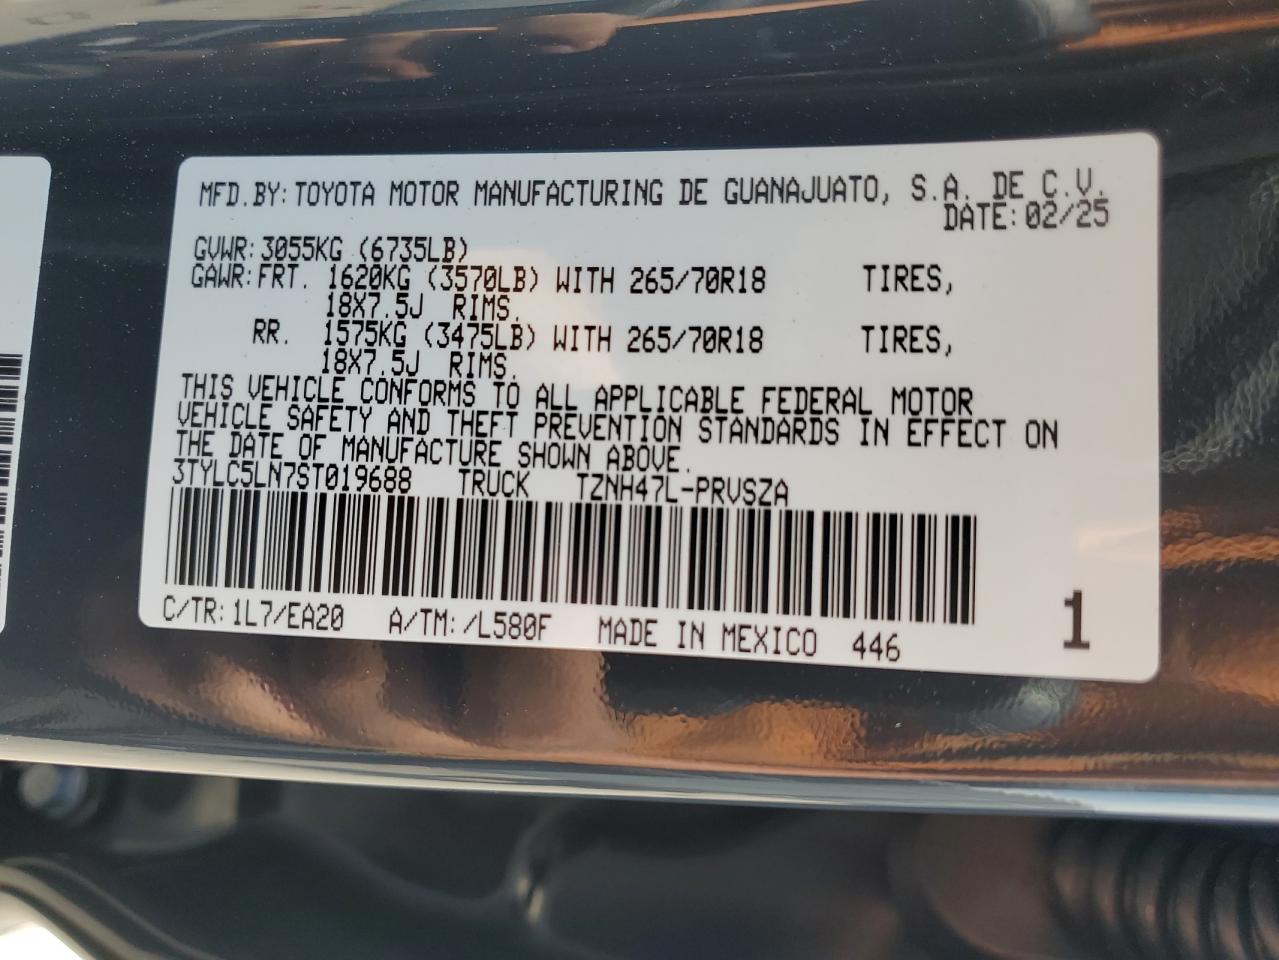 MFD.BY:TOYOTA MOTOR MANUFACTURING DE GUANAJUATO, S.A. DE C.V.
DATE:02/25
GVWR:3055KG (6735LB)
GAWR:FRT. 1620KG (3570LB) WITH 265/70R18 TIRES,
18X7.5J RIMS.
RR. 1575KG (3475LB) WITH 265/70R18 TIRES,
18X7.5J RIMS.
THIS VEHICLE CONFORMS TO ALL APPLICABLE FEDERAL MOTOR
VEHICLE SAFETY AND THEFT PREVENTION STANDARDS IN EFFECT ON
THE DATE OF MANUFACTURE SHOWN ABOVE.
3TYLC5LN7ST019688 TRUCK TZNH47L-PRVSZA
C/TR:1L7/EA20 A/TM:/L580F MADE IN MEXICO 446 1